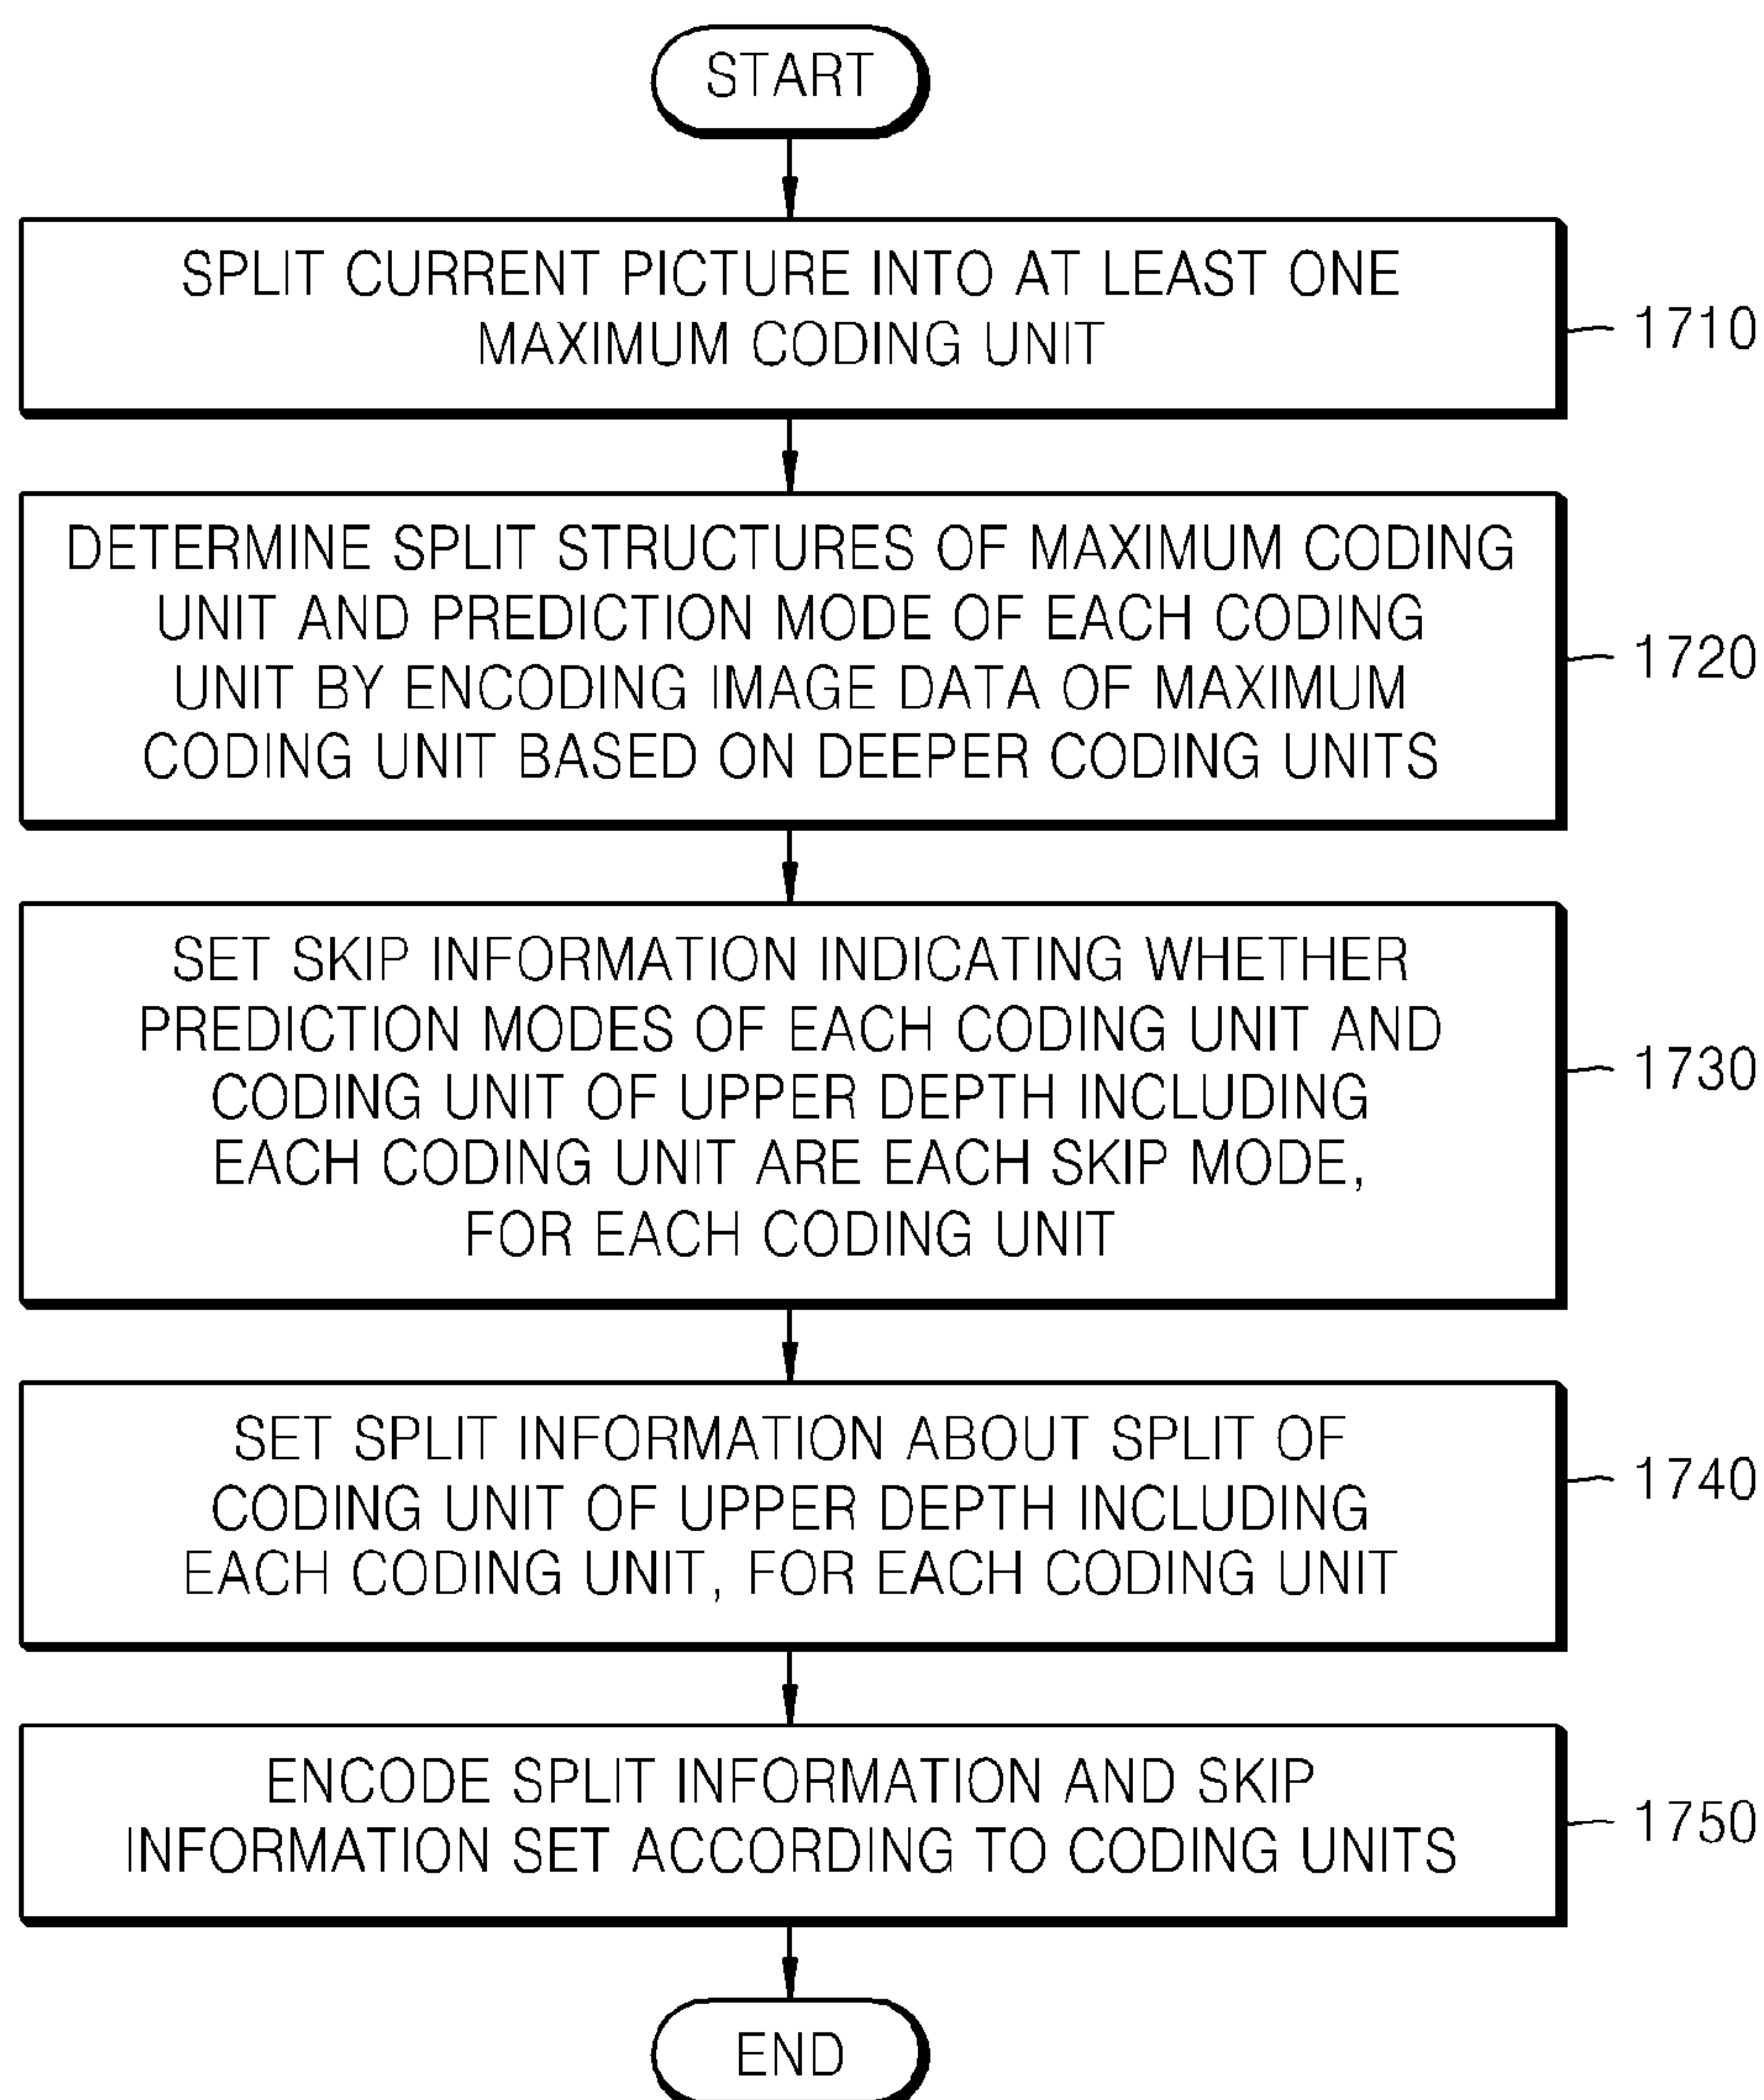 START
SPLIT CURRENT PICTURE INTO AT LEAST ONE
MAXIMUM CODING UNIT
1710
DETERMINE SPLIT STRUCTURES OF MAXIMUM CODING
UNIT AND PREDICTION MODE OF EACH CODING
UNIT BY ENCODING IMAGE DATA OF MAXIMUM
CODING UNIT BASED ON DEEPER CODING UNITS
1720
SET SKIP INFORMATION INDICATING WHETHER
PREDICTION MODES OF EACH CODING UNIT AND
CODING UNIT OF UPPER DEPTH INCLUDING
EACH CODING UNIT ARE EACH SKIP MODE,
FOR EACH CODING UNIT
1730
SET SPLIT INFORMATION ABOUT SPLIT OF
CODING UNIT OF UPPER DEPTH INCLUDING
EACH CODING UNIT, FOR EACH CODING UNIT
1740
ENCODE SPLIT INFORMATION AND SKIP
INFORMATION SET ACCORDING TO CODING UNITS
1750
END